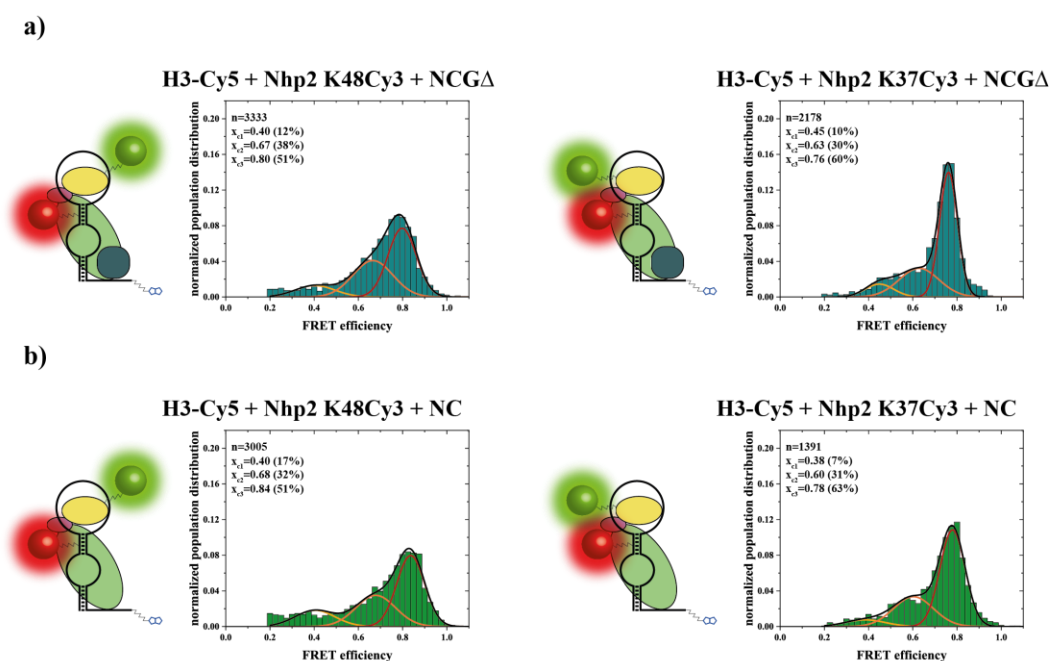 a)
H3-Cy5 + Nhp2 K48Cy3 + NCGΔ
normalized population distribution
0.20
0.16
0.12
0.08
0.04
0.00
n=3333
x_c1=0.40 (12%)
x_c2=0.67 (38%)
x_c3=0.80 (51%)
0.0 0.2 0.4 0.6 0.8 1.0
FRET efficiency
H3-Cy5 + Nhp2 K37Cy3 + NCGΔ
normalized population distribution
0.20
0.16
0.12
0.08
0.04
0.00
n=2178
x_c1=0.45 (10%)
x_c2=0.63 (30%)
x_c3=0.76 (60%)
0.0 0.2 0.4 0.6 0.8 1.0
FRET efficiency
b)
H3-Cy5 + Nhp2 K48Cy3 + NC
normalized population distribution
0.20
0.16
0.12
0.08
0.04
0.00
n=3005
x_c1=0.40 (17%)
x_c2=0.68 (32%)
x_c3=0.84 (51%)
0.0 0.2 0.4 0.6 0.8 1.0
FRET efficiency
H3-Cy5 + Nhp2 K37Cy3 + NC
normalized population distribution
0.20
0.16
0.12
0.08
0.04
0.00
n=1391
x_c1=0.38 (7%)
x_c2=0.60 (31%)
x_c3=0.78 (63%)
0.0 0.2 0.4 0.6 0.8 1.0
FRET efficiency